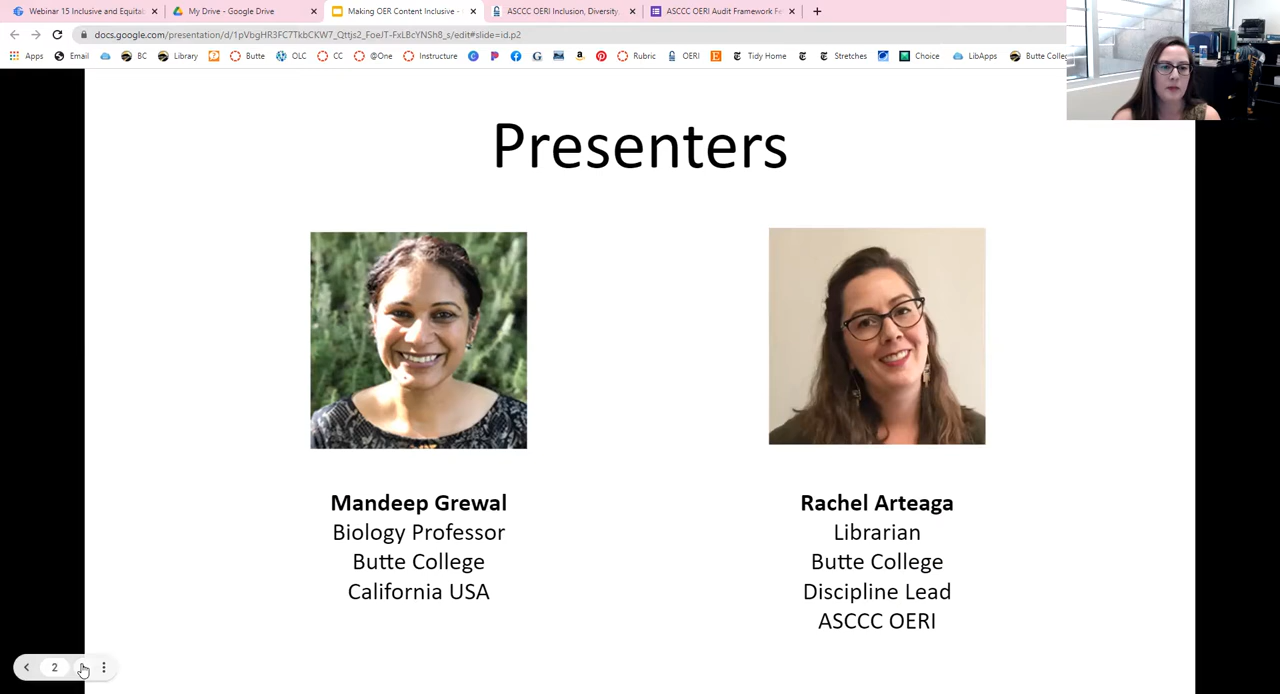 Webinar 15 Inclusive and Equitab
My Drive - Google Drive
Making OER Content Inclusive -
ASCCC OERI Inclusion, Diversity,
ASCCC OERI Audit Framework Fe
docs.google.com/presentation/d/1pVbgHR3FC7TkbCKW7_Qttjs2_FoeJT-FxLBcYNSh8_s/edit#slide=id.p2
Apps Email BC Library Butte OLC CC @One Instructure Rubric OERI Tidy Home Stretches Choice LibApps Butte Colleg
Presenters
Mandeep Grewal
Biology Professor
Butte College
California USA
Rachel Arteaga
Librarian
Butte College
Discipline Lead
ASCCC OERI
2